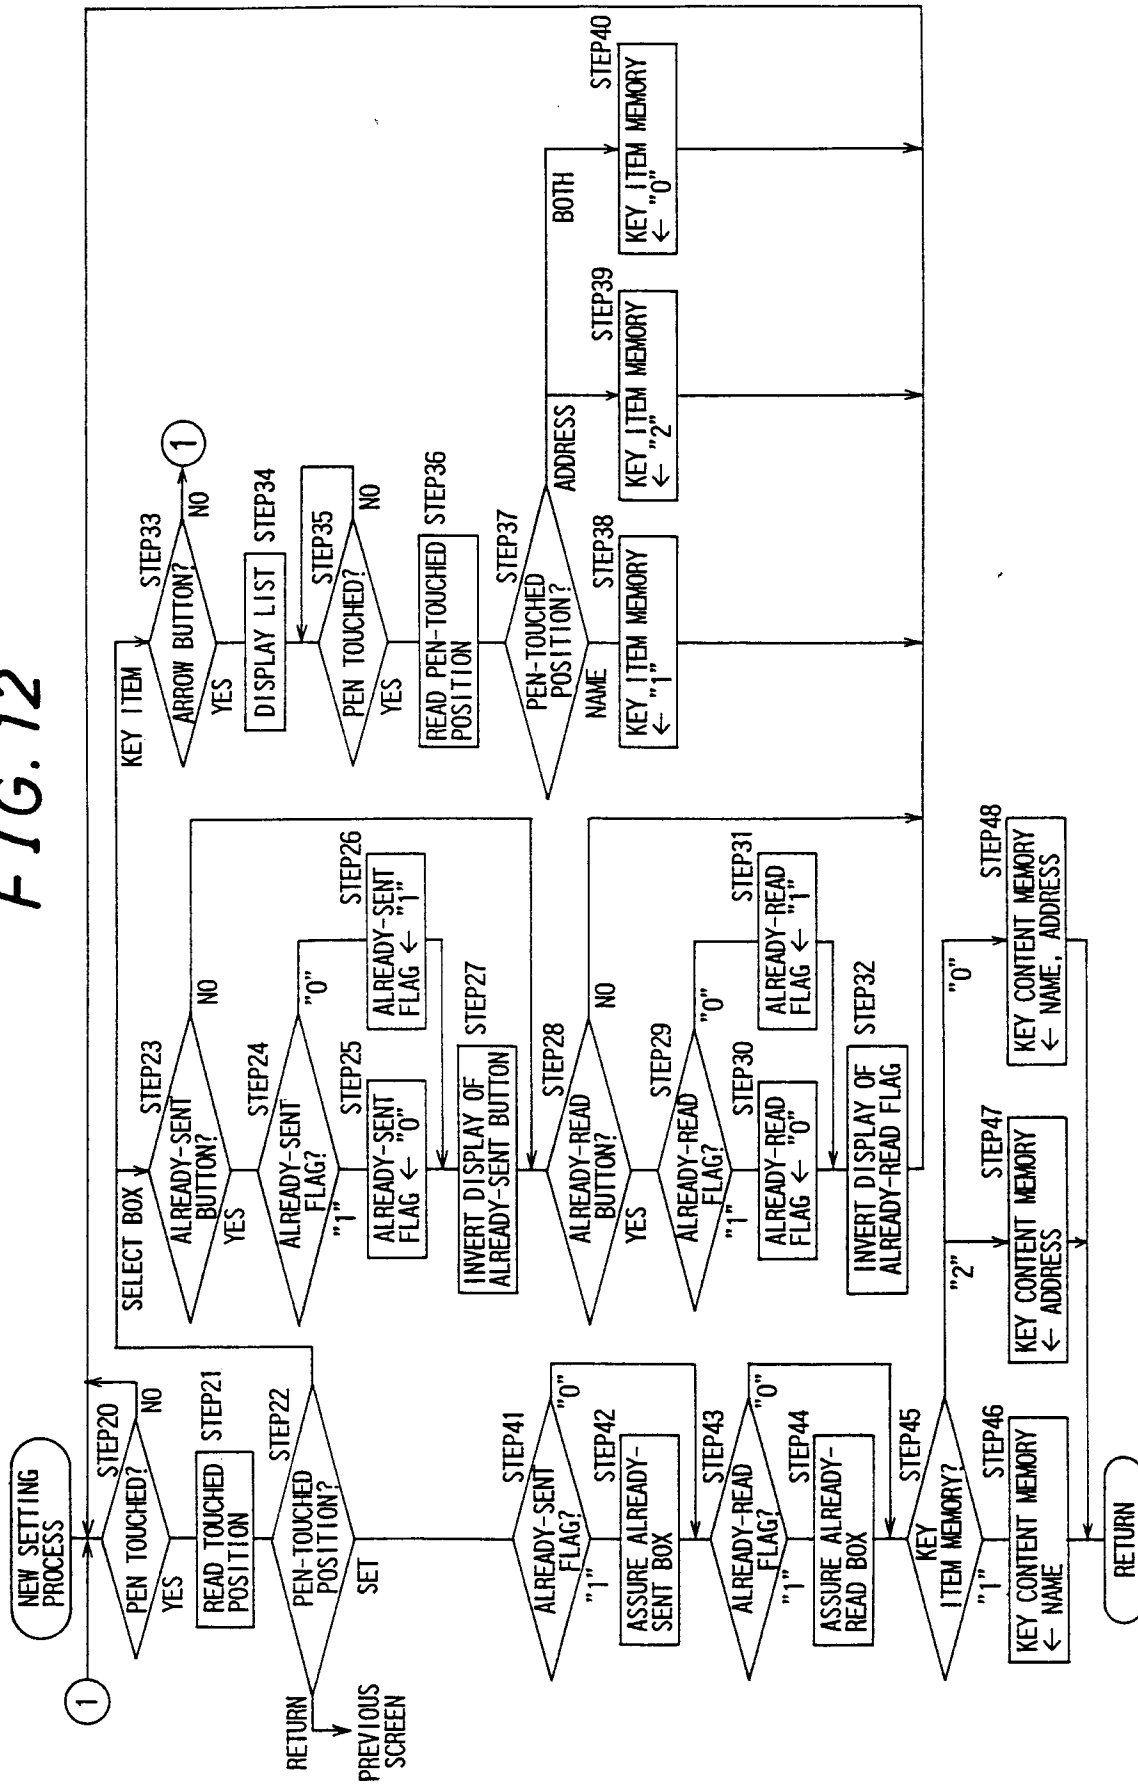 FIG. 12
NEW SETTING
PROCESS
1
STEP20
PEN TOUCHED?
NO
YES
STEP21
READ TOUCHED
POSITION
STEP22
PEN-TOUCHED
POSITION?
RETURN
PREVIOUS
SCREEN
SET
SELECT BOX
KEY ITEM
STEP23
ALREADY-SENT
BUTTON?
NO
YES
STEP24
ALREADY-SENT
FLAG?
"0"
"1"
STEP25
ALREADY-SENT
FLAG ← "0"
STEP26
ALREADY-SENT
FLAG ← "1"
STEP27
INVERT DISPLAY OF
ALREADY-SENT BUTTON
STEP28
ALREADY-READ
BUTTON?
NO
YES
STEP29
ALREADY-READ
FLAG?
"0"
"1"
STEP30
ALREADY-READ
FLAG ← "0"
STEP31
ALREADY-READ
FLAG ← "1"
STEP32
INVERT DISPLAY OF
ALREADY-READ FLAG
STEP33
ARROW BUTTON?
NO
1
YES
STEP34
DISPLAY LIST
STEP35
PEN TOUCHED?
NO
YES
STEP36
READ PEN-TOUCHED
POSITION
STEP37
PEN-TOUCHED
POSITION?
NAME
ADDRESS
BOTH
STEP38
KEY ITEM MEMORY
← "1"
STEP39
KEY ITEM MEMORY
← "2"
STEP40
KEY ITEM MEMORY
← "0"
STEP41
ALREADY-SENT
FLAG?
"0"
"1"
STEP42
ASSURE ALREADY-
SENT BOX
STEP43
ALREADY-READ
FLAG?
"0"
"1"
STEP44
ASSURE ALREADY-
READ BOX
STEP45
KEY
ITEM MEMORY?
"1"
"2"
"0"
STEP46
KEY CONTENT MEMORY
← NAME
STEP47
KEY CONTENT MEMORY
← ADDRESS
STEP48
KEY CONTENT MEMORY
← NAME, ADDRESS
RETURN